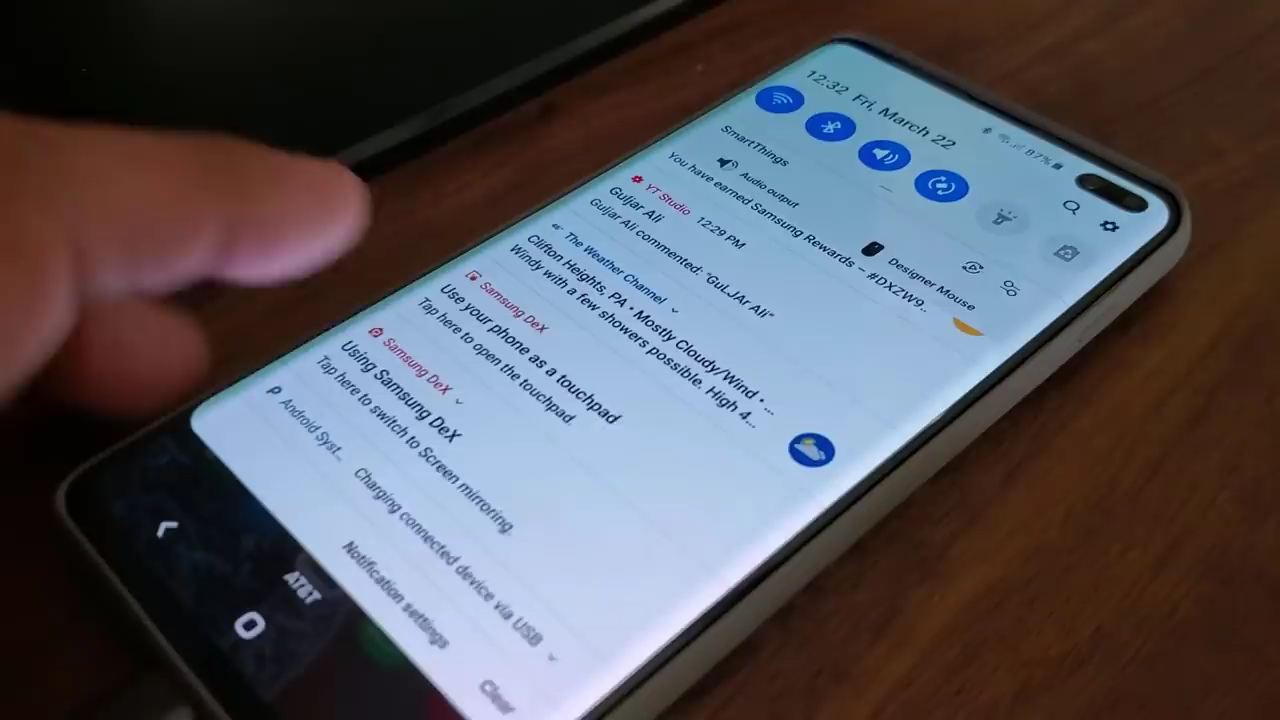 12:32 Fri, March 22
87%
SmartThings
You have earned Samsung Rewards – #DXZW9..
Audio output
Designer Mouse
YT Studio 12:29 PM
Guljar Ali
Guljar Ali commented: "GuLJAr Ali"
The Weather Channel
Clifton Heights, PA • Mostly Cloudy/Wind • ...
Windy with a few showers possible. High 4...
Samsung DeX
Use your phone as a touchpad
Tap here to open the touchpad.
Samsung DeX
Using Samsung DeX
Tap here to switch to Screen mirroring.
Android Syst... Charging connected device via USB
Notification settings
Clear
AT&T